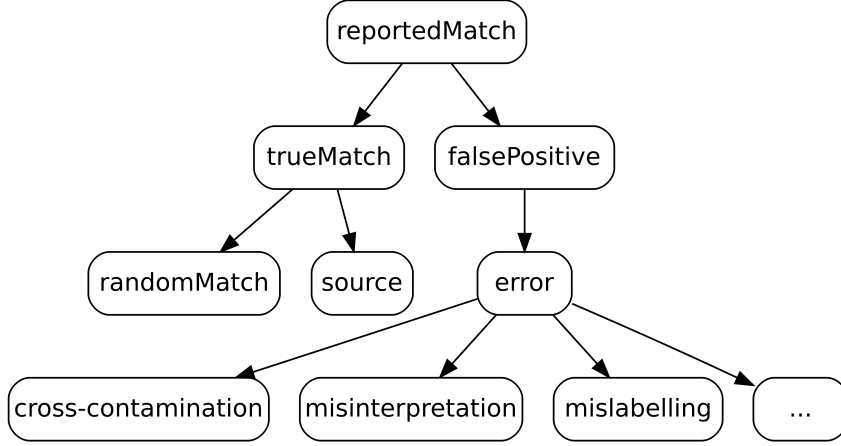 reportedMatch
trueMatch
falsePositive
randomMatch
source
error
cross-contamination
misinterpretation
mislabelling
...